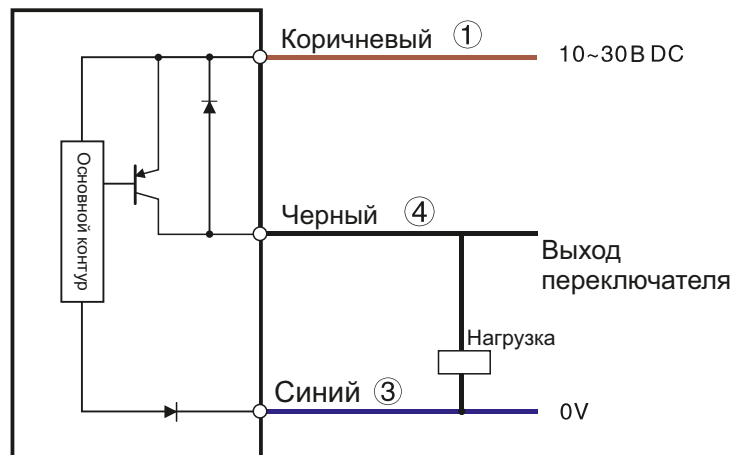 Коричневый ①
10~30В DC
Основной контур
Черный ④
Выход
переключателя
Нагрузка
Синий ③
0V